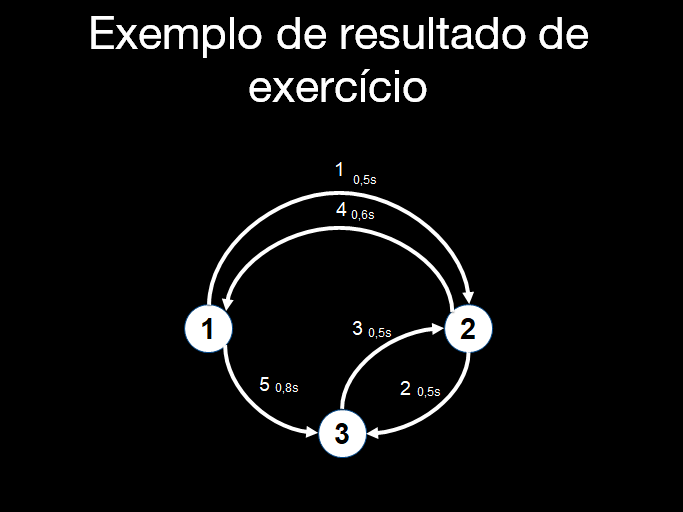 Exemplo de resultado de
exercício
1 0,5s
4 0,6s
1
3 0,5s
2
5 0,8s
2 0,5s
3